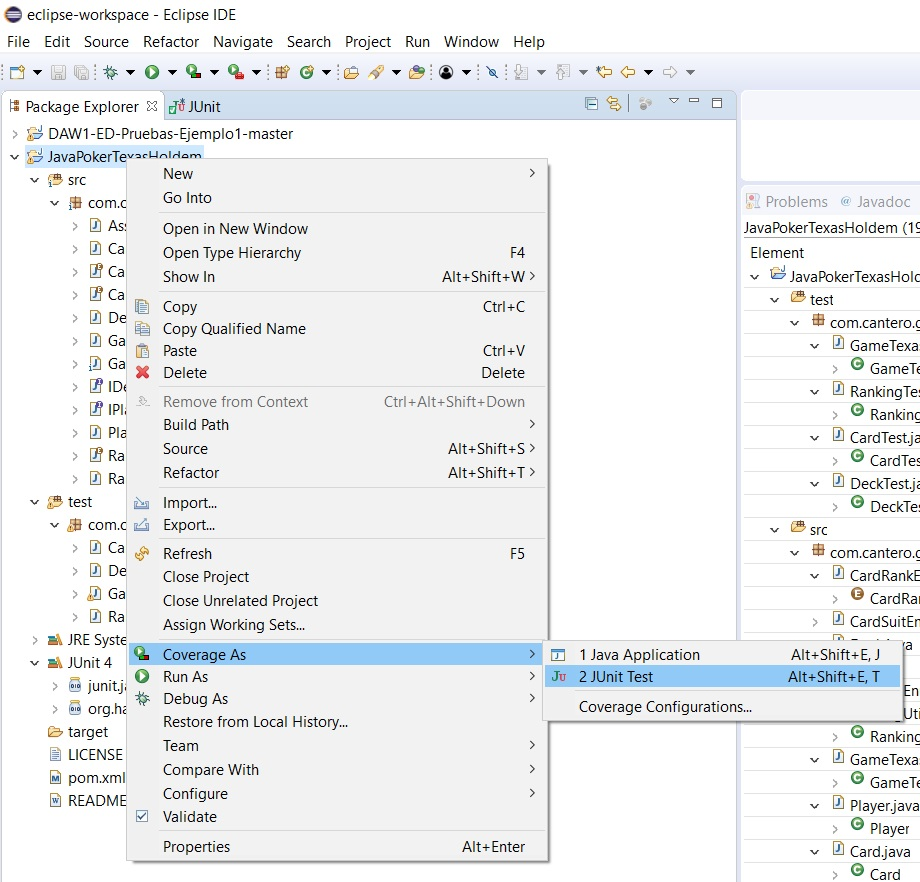 eclipse-workspace - Eclipse IDE
File Edit Source Refactor Navigate Search Project Run Window Help
Package Explorer JUnit
DAW1-ED-Pruebas-Ejemplo1-master
JavaPokerTexasHoldem
src
com.c
Ass
Ca
Ca
Ca
De
Ga
Ga
IDe
IPl
Pla
Ra
Ra
test
com.c
Ca
De
Ga
Ra
JRE Syste
JUnit 4
junit.j
org.ha
target
LICENSE
pom.xml
README
New
Go Into
Open in New Window
Open Type Hierarchy F4
Show In Alt+Shift+W
Copy Ctrl+C
Copy Qualified Name
Paste Ctrl+V
Delete Delete
Remove from Context Ctrl+Alt+Shift+Down
Build Path
Source Alt+Shift+S
Refactor Alt+Shift+T
Import...
Export...
Refresh F5
Close Project
Close Unrelated Project
Assign Working Sets...
Coverage As
Run As
Debug As
Restore from Local History...
Team
Compare With
Configure
Validate
Properties Alt+Enter
1 Java Application Alt+Shift+E, J
Ju 2 JUnit Test Alt+Shift+E, T
Coverage Configurations...
Problems @ Javadoc
JavaPokerTexasHoldem (19
Element
JavaPokerTexasHolde
test
com.cantero.g
GameTexas
GameTe
RankingTes
Ranking
CardTest.ja
CardTes
DeckTest.ja
DeckTes
src
com.cantero.g
CardRankE
CardRan
CardSuitEn
Ranking
GameTexas
GameTe
Player.java
Player
Card.java
Card